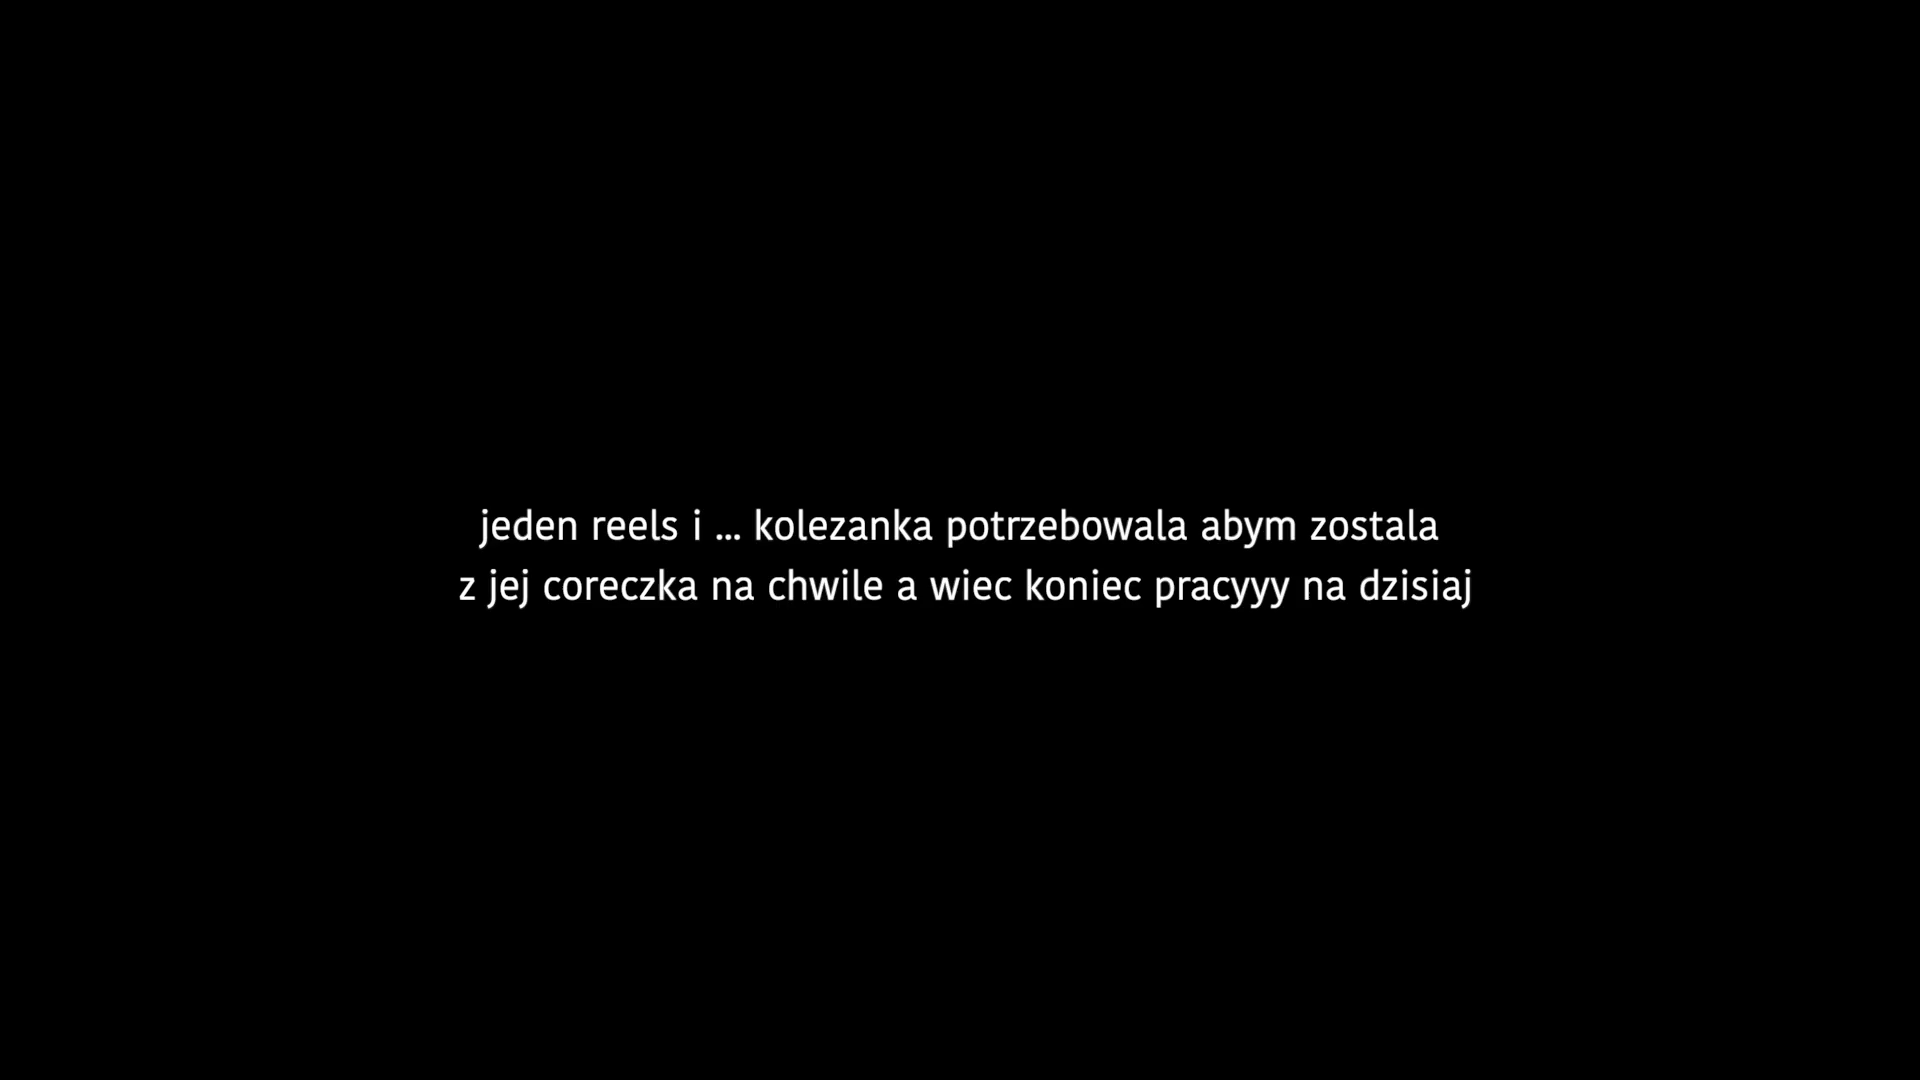 jeden reels i ... kolezanka potrzebowala abym zostala
z jej coreczka na chwile a wiec koniec pracyyy na dzisiaj